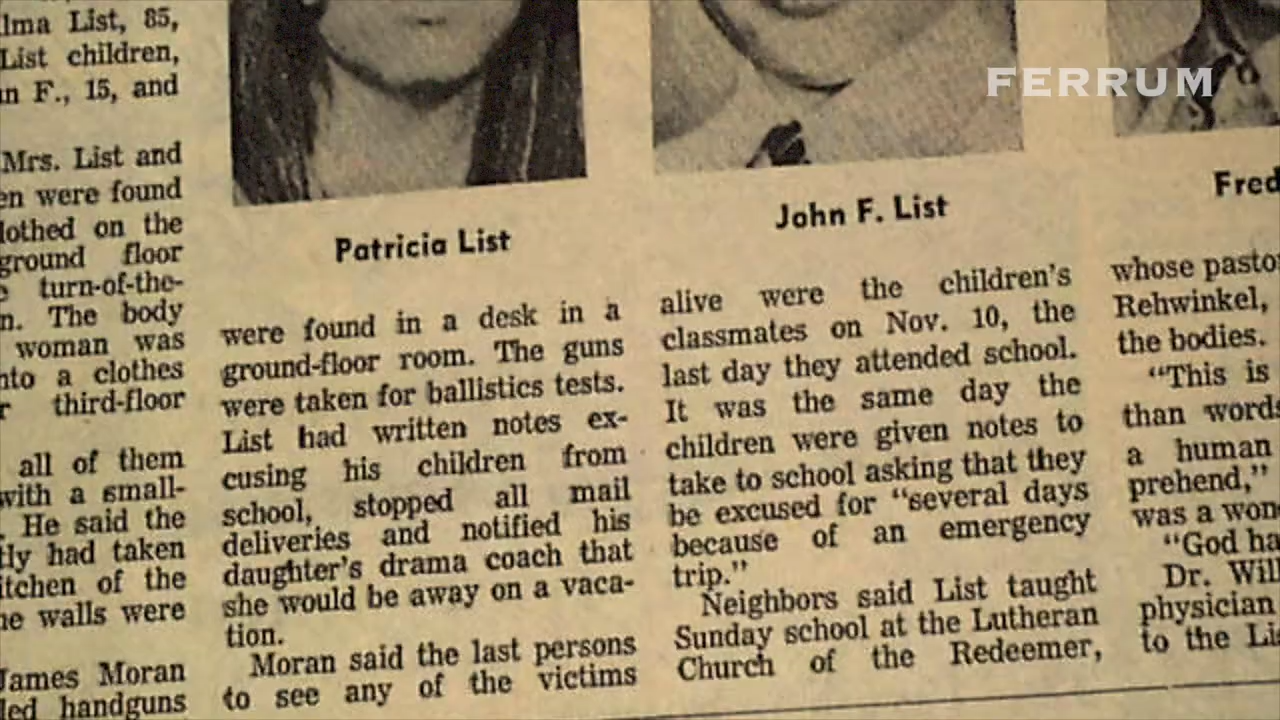 FERRUM
lma List, 85,
List children,
n F., 15, and
Mrs. List and
en were found
lothed on the
ground floor
turn-of-the-
n. The body
woman was
nto a clothes
r third-floor
all of them
with a small-
. He said the
tly had taken
itchen of the
he walls were
James Moran
led handguns
Patricia List
were found in a desk in a
ground-floor room. The guns
were taken for ballistics tests.
List had written notes ex-
cusing his children from
school, stopped all mail
deliveries and notified his
daughter's drama coach that
she would be away on a vaca-
tion.
Moran said the last persons
to see any of the victims
John F. List
alive were the children's
classmates on Nov. 10, the
last day they attended school.
It was the same day the
children were given notes to
take to school asking that they
be excused for "several days
because of an emergency
trip."
Neighbors said List taught
Sunday school at the Lutheran
Church of the Redeemer,
Fred
whose pasto
Rehwinkel,
the bodies.
"This is
than words
a human
prehend,"
was a won
"God ha
Dr. Will
physician
to the Li